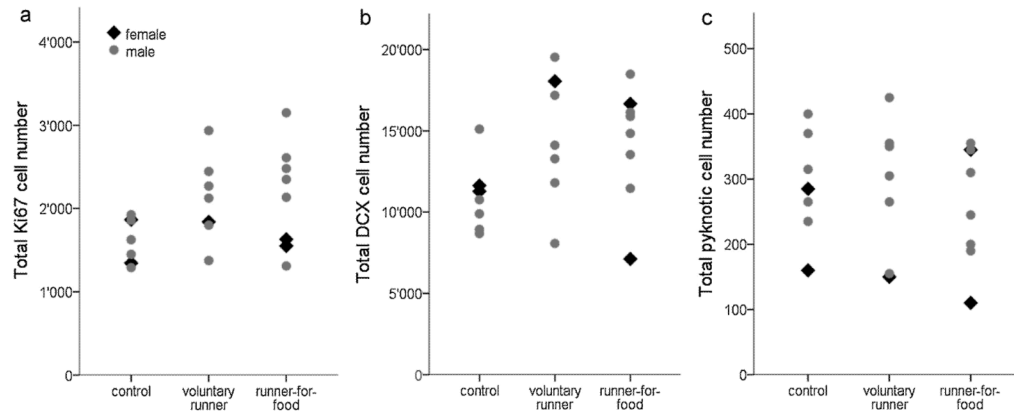 a
female
male
Total Ki67 cell number
4'000
3'000
2'000
1'000
0
control
voluntary
runner
runner-for-
food
b
Total DCX cell number
20'000
15'000
10'000
5'000
0
control
voluntary
runner
runner-for-
food
c
Total pyknotic cell number
500
400
300
200
100
0
control
voluntary
runner
runner-for-
food